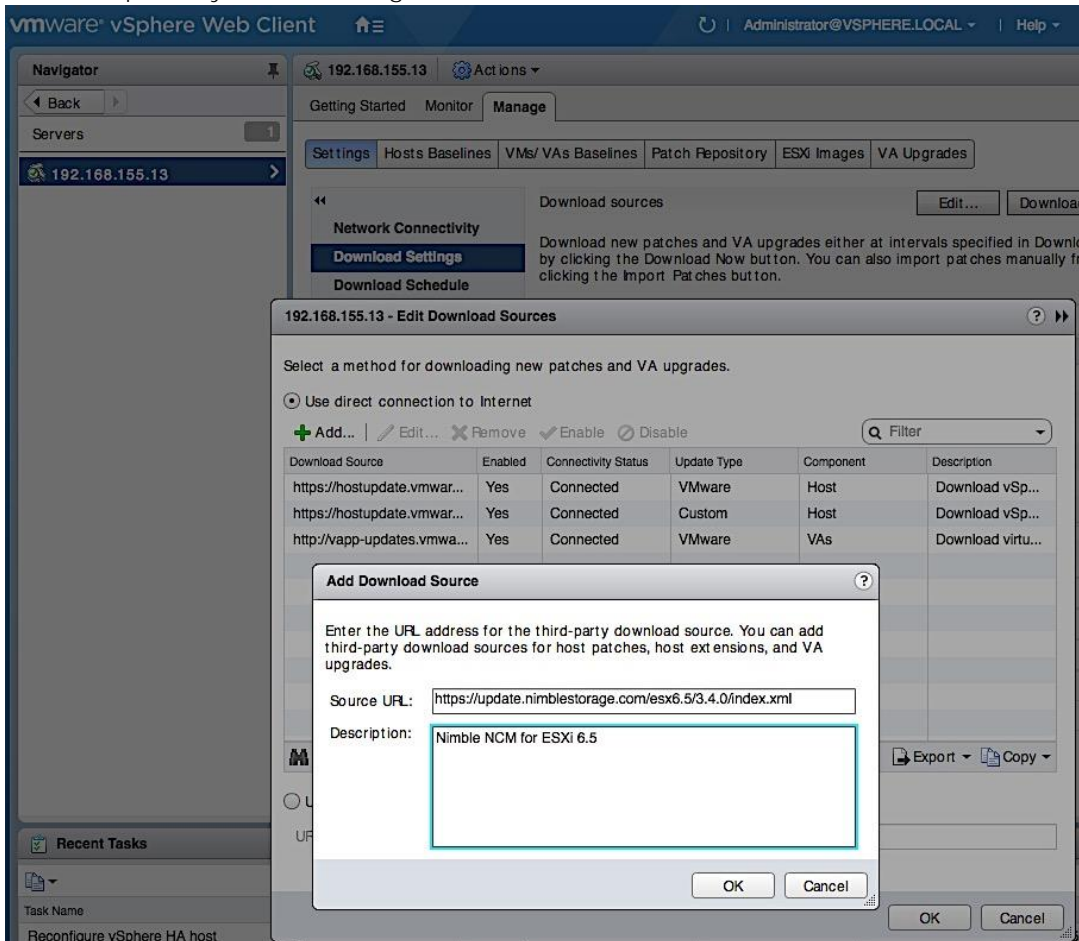 vmware® vSphere Web Client
Administrator@VSPHERE.LOCAL
Help
Navigator
192.168.155.13
Actions
Back
Getting Started Monitor Manage
Servers 1
Settings Hosts Baselines VMs/VAs Baselines Patch Repository ESXi Images VA Upgrades
192.168.155.13
Download sources
Edit...
Network Connectivity
Download Settings
Download Schedule
Download new patches and VA upgrades either at intervals specified in
by clicking the Download Now button. You can also import patches manually
clicking the Import Patches button.
192.168.155.13 - Edit Download Sources
Select a method for downloading new patches and VA upgrades.
Use direct connection to Internet
Add... Edit... Remove Enable Disable
Filter
Download Source Enabled Connectivity Status Update Type Component Description
https://hostupdate.vmwar... Yes Connected VMware Host Download vSp...
https://hostupdate.vmwar... Yes Connected Custom Host Download vSp...
http://vapp-updates.vmwa... Yes Connected VMware VAs Download virtu...
Add Download Source
Enter the URL address for the third-party download source. You can add
third-party download sources for host patches, host extensions, and VA
upgrades.
Source URL: https://update.nimblestorage.com/esx6.5/3.4.0/index.xml
Description: Nimble NCM for ESXi 6.5
Export Copy
OK Cancel
Recent Tasks
Task Name
Reconfigure vSphere HA host
OK Cancel